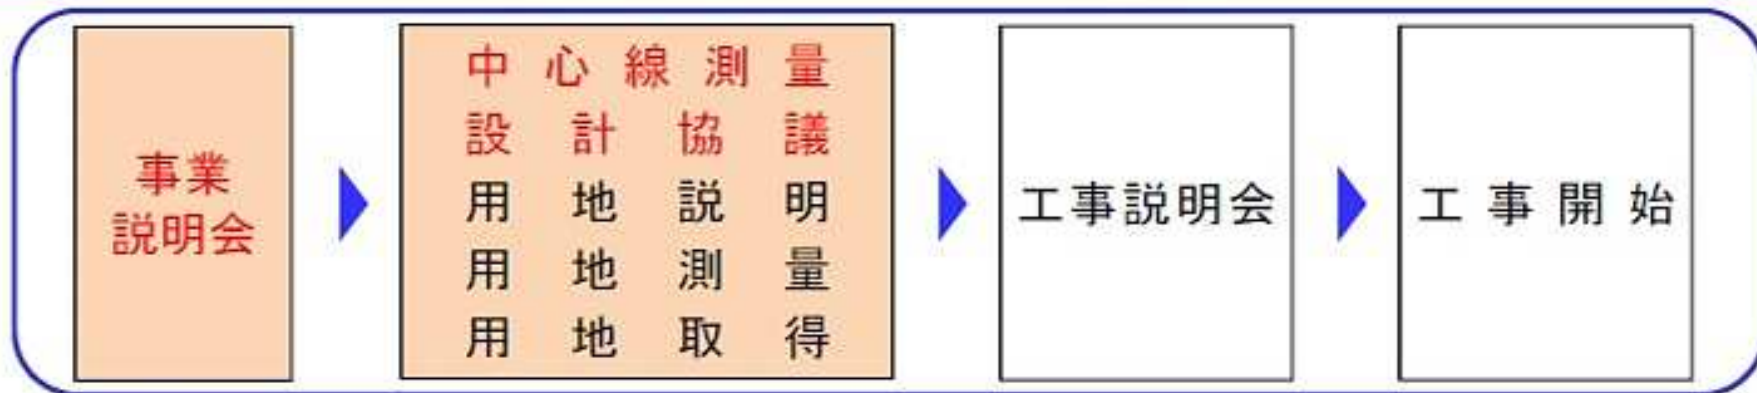 事業
説明会
中心線測量
設計協議
用地説明
用地測量
用地取得
工事説明会
工事開始